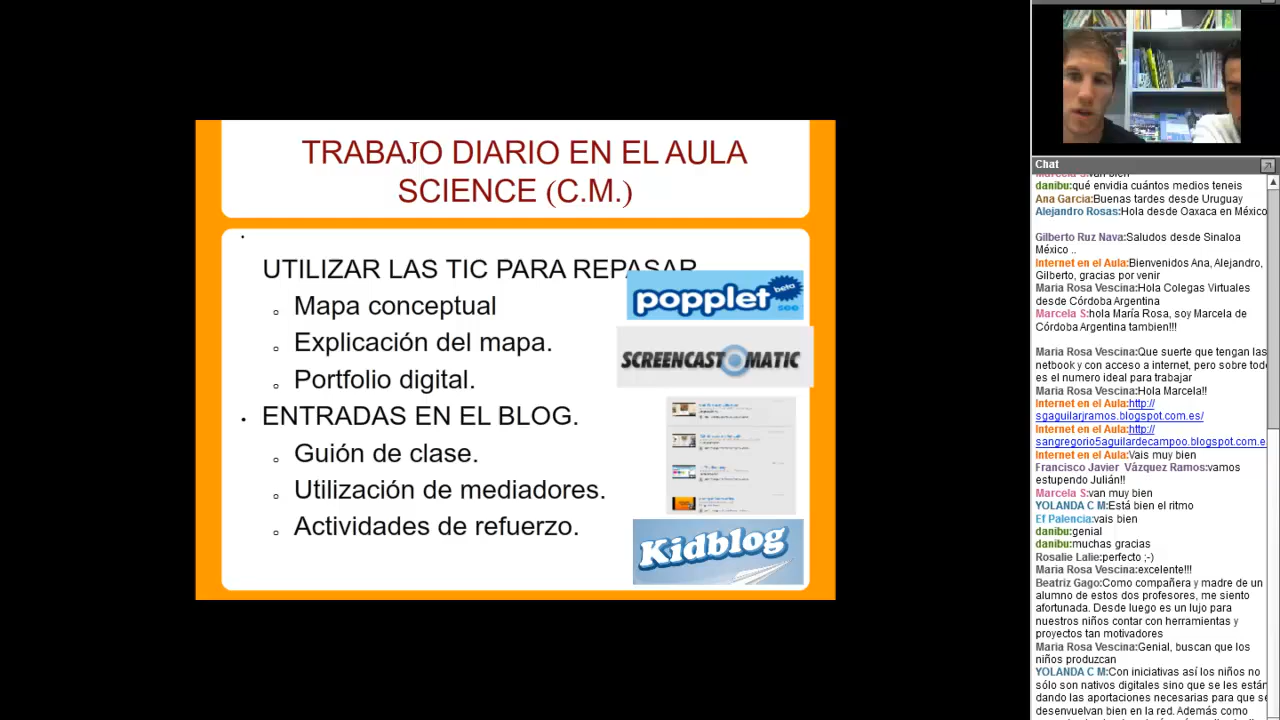 TRABAJO DIARIO EN EL AULA
SCIENCE (C.M.)
UTILIZAR LAS TIC PARA REPASAR
Mapa conceptual
Explicación del mapa.
Portfolio digital.
ENTRADAS EN EL BLOG.
Guión de clase.
Utilización de mediadores.
Actividades de refuerzo.
popplet beta
SCREENCAST-O-MATIC
Kidblog
Chat
Marcela S:van bien
danibu:qué envidia cuántos medios teneis
Ana Garcia:Buenas tardes desde Uruguay
Alejandro Rosas:Hola desde Oaxaca en México
Gilberto Ruz Nava:Saludos desde Sinaloa
México ..
Internet en el Aula:Bienvenidos Ana, Alejandro,
Gilberto, gracias por venir
Maria Rosa Vescina:Hola Colegas Virtuales
desde Córdoba Argentina
Marcela S:hola María Rosa, soy Marcela de
Córdoba Argentina tambien!!!
Maria Rosa Vescina:Que suerte que tengan las
netbook y con acceso a internet, pero sobre todo
es el numero ideal para trabajar
Maria Rosa Vescina:Hola Marcela!!
Internet en el Aula:http://
sgaguilarjramos.blogspot.com.es/
Internet en el Aula:http://
sangregorio5aguilardecampoo.blogspot.com.e
Internet en el Aula:Vais muy bien
Francisco Javier Vázquez Ramos:vamos
estupendo Julián!!
Marcela S:van muy bien
YOLANDA C M:Está bien el ritmo
Ef Palencia:vais bien
danibu:genial
danibu:muchas gracias
Rosalie Lalie:perfecto ;-)
Maria Rosa Vescina:excelente!!!
Beatriz Gago:Como compañera y madre de un
alumno de estos dos profesores, me siento
afortunada. Desde luego es un lujo para
nuestros niños contar con herramientas y
proyectos tan motivadores
Maria Rosa Vescina:Genial, buscan que los
niños produzcan
YOLANDA C M:Con iniciativas así los niños no
sólo son nativos digitales sino que se les están
dando las aportaciones necesarias para que se
desenvuelvan bien en la red. Además como